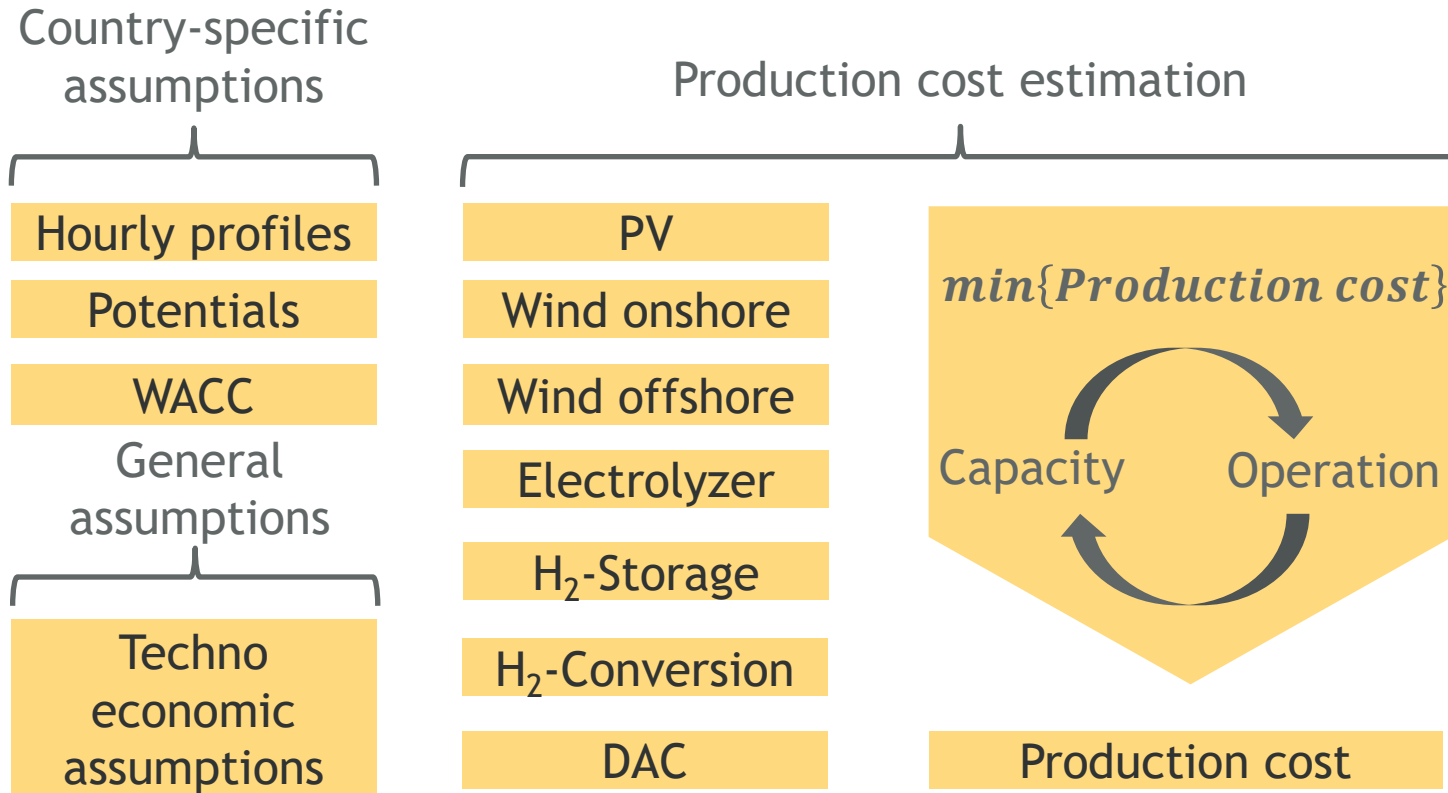 Country-specific
assumptions
Hourly profiles
Potentials
WACC
General
assumptions
Techno
economic
assumptions
Production cost estimation
PV
Wind onshore
Wind offshore
Electrolyzer
H₂-Storage
H₂-Conversion
DAC
min{Production cost}
Capacity
Operation
Production cost